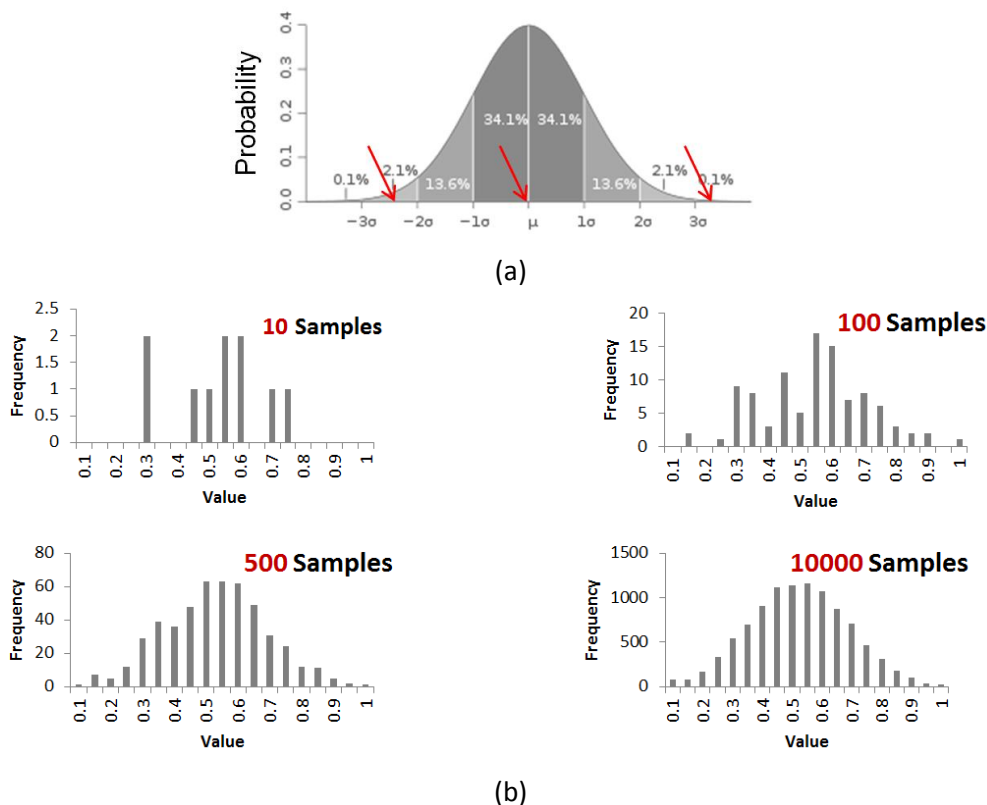 Probability
0.4
0.3
0.2
0.1
0.0
0.1%
2.1%
13.6%
34.1%
34.1%
13.6%
2.1%
0.1%
−3σ −2σ −1σ μ 1σ 2σ 3σ
(a)
10 Samples
Frequency
2.5
2
1.5
1
0.5
0
0.1 0.2 0.3 0.4 0.5 0.6 0.7 0.8 0.9 1
Value
100 Samples
Frequency
20
15
10
5
0
0.1 0.2 0.3 0.4 0.5 0.6 0.7 0.8 0.9 1
Value
500 Samples
Frequency
80
60
40
20
0
0.1 0.2 0.3 0.4 0.5 0.6 0.7 0.8 0.9 1
Value
10000 Samples
Frequency
1500
1000
500
0
0.1 0.2 0.3 0.4 0.5 0.6 0.7 0.8 0.9 1
Value
(b)